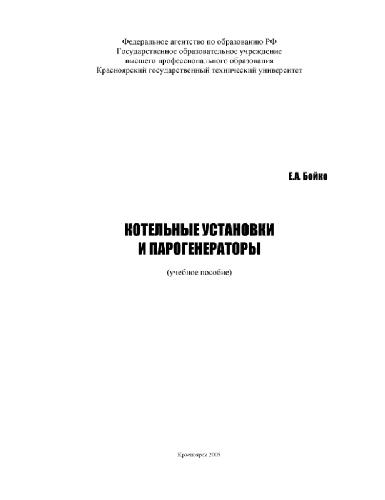 Федеральное агентство по образованию РФ
Государственное образовательное учреждение
высшего профессионального образования
Красноярский государственный технический университет
Е.А. Бойко
КОТЕЛЬНЫЕ УСТАНОВКИ
И ПАРОГЕНЕРАТОРЫ
(учебное пособие)
Красноярск